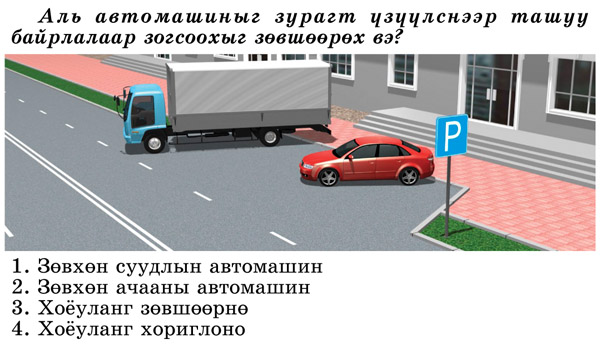 Аль автомашиныг зурагт үзүүлснээр ташуу
байрлалаар зогсоохыг зөвшөөрөх вэ?
P
1. Зөвхөн суудлын автомашин
2. Зөвхөн ачааны автомашин
3. Хоёуланг зөвшөөрнө
4. Хоёуланг хориглоно